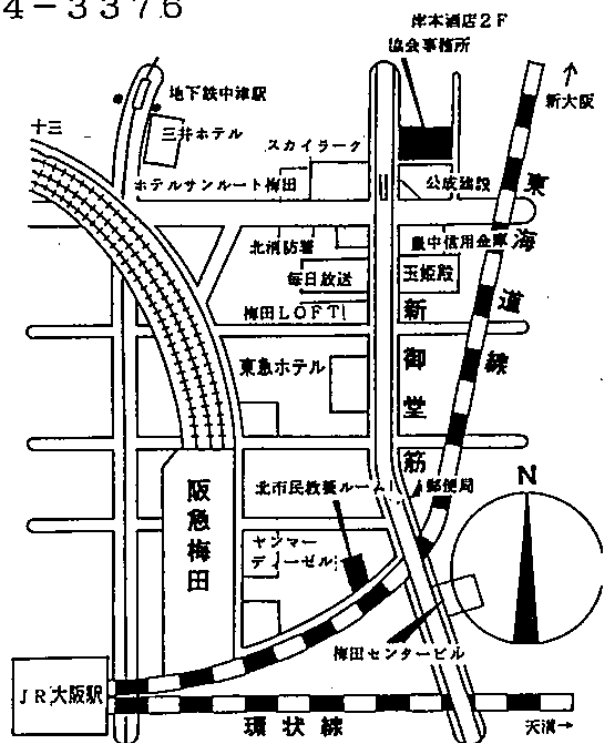 4-3376
津本酒店2F
協会事務所
地下鉄中津駅
新大阪
十三
三井ホテル
スカイラーク
ホテルサンルート梅田
公成建設
東海道線
北消防署
豊中信用金庫
毎日放送
玉姫殿
梅田LOFT
新御堂筋
東急ホテル
北市民教養ルーム
郵便局
N
阪急梅田
ヤンマー
ディーゼル
梅田センタービル
JR大阪駅
環状線
天満→